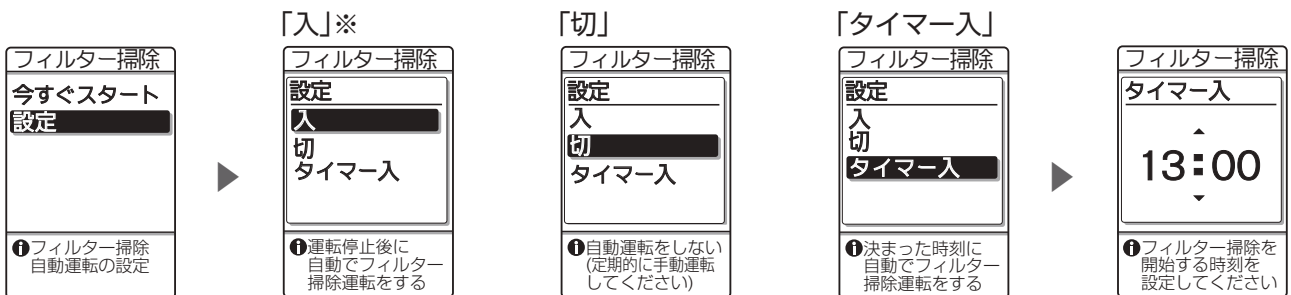 フィルター掃除
今すぐスタート
設定
❶フィルター掃除
自動運転の設定
「入」※
フィルター掃除
設定
入
切
タイマー入
❶運転停止後に
自動でフィルター
掃除運転をする
「切」
フィルター掃除
設定
入
切
タイマー入
❶自動運転をしない
(定期的に手動運転
してください)
「タイマー入」
フィルター掃除
設定
入
切
タイマー入
❶決まった時刻に
自動でフィルター
掃除運転をする
フィルター掃除
タイマー入
13:00
❶フィルター掃除を
開始する時刻を
設定してください